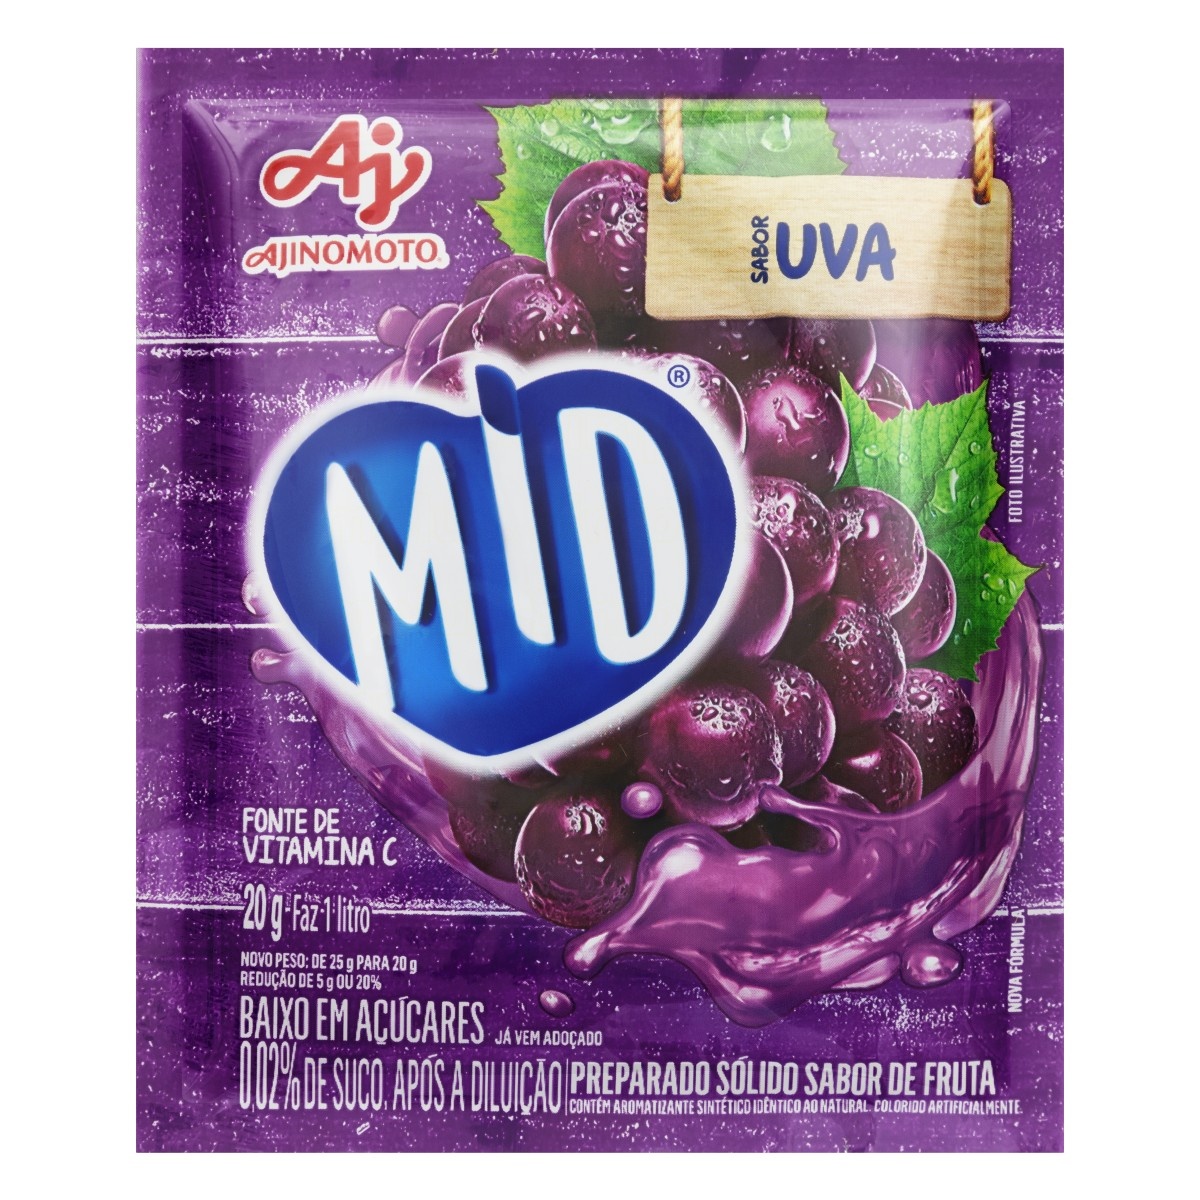 Aj
AJINOMOTO
SABOR
UVA
MID®
FOTO ILUSTRATIVA
FONTE DE
VITAMINA C
20 g - Faz 1 litro
NOVO PESO: DE 25 g PARA 20 g
REDUÇÃO DE 5 g OU 20%
BAIXO EM AÇÚCARES JÁ VEM ADOÇADO
0,02% DE SUCO, APÓS A DILUIÇÃO
PREPARADO SÓLIDO SABOR DE FRUTA
CONTÉM AROMATIZANTE SINTÉTICO IDÊNTICO AO NATURAL. COLORIDO ARTIFICIALMENTE.
NOVA FÓRMULA